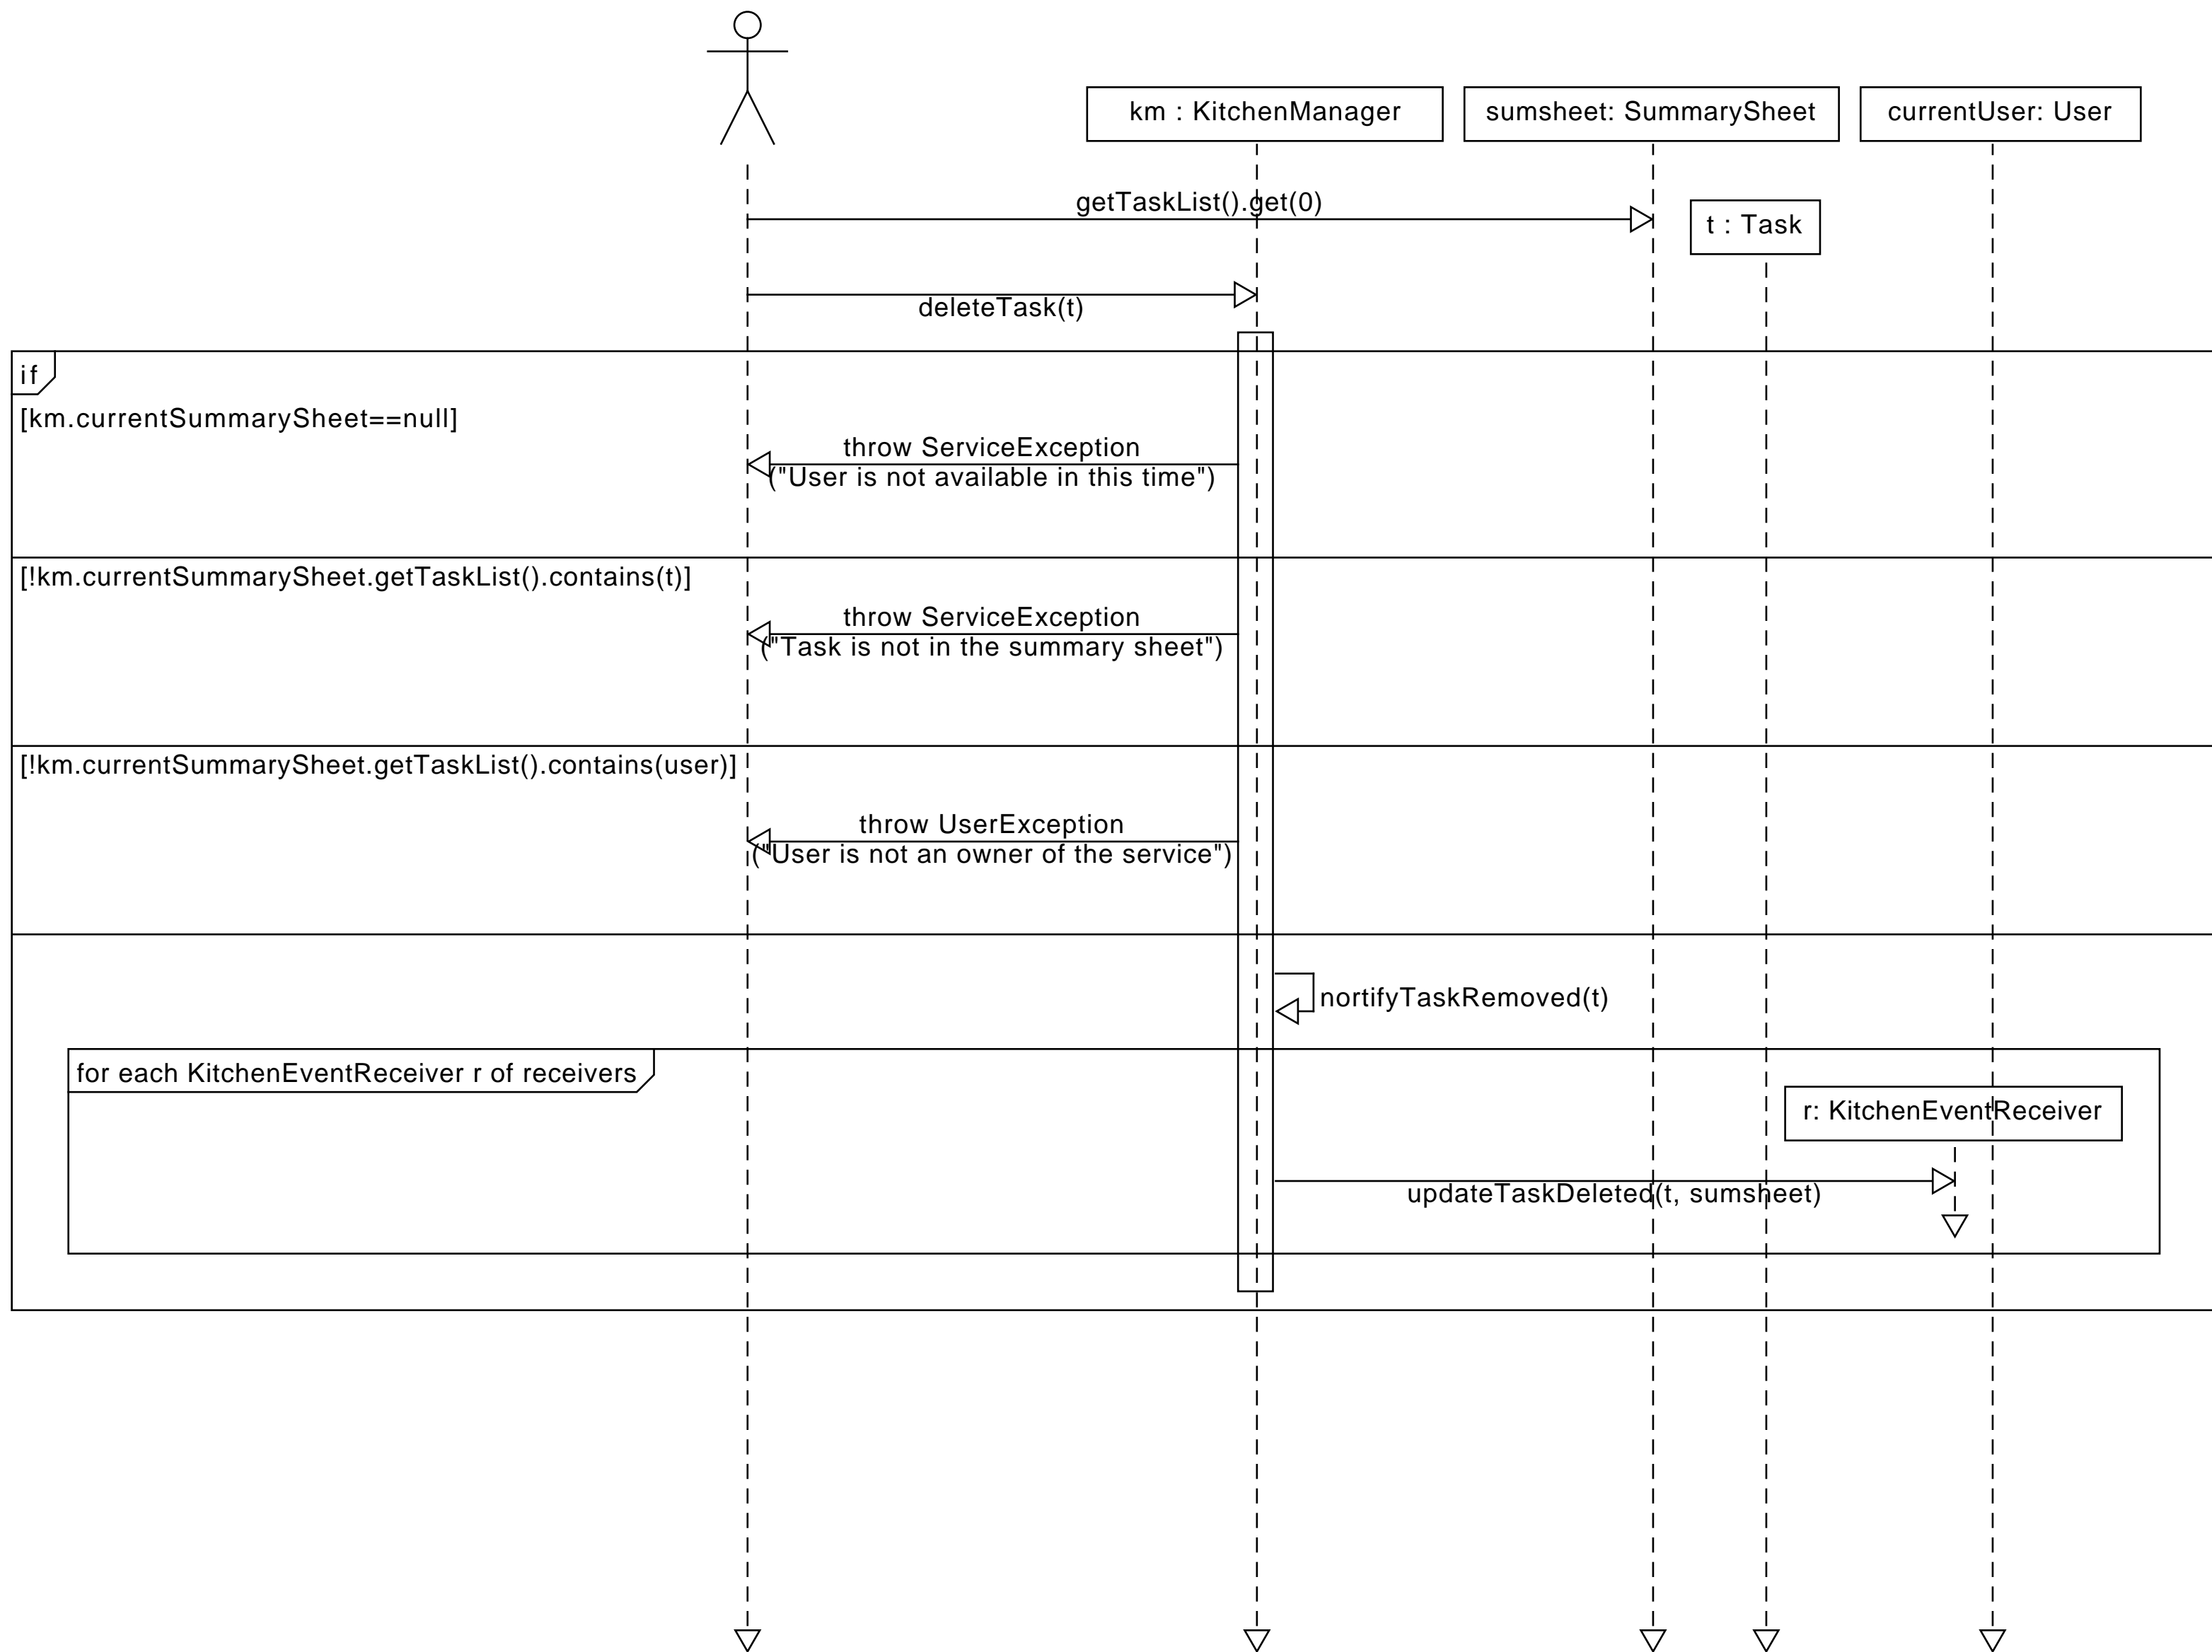 km : KitchenManager
sumsheet: SummarySheet
currentUser: User
getTaskList().get(0)
t : Task
deleteTask(t)
if
[km.currentSummarySheet==null]
throw ServiceException
("User is not available in this time")
[!km.currentSummarySheet.getTaskList().contains(t)]
throw ServiceException
("Task is not in the summary sheet")
[!km.currentSummarySheet.getTaskList().contains(user)]
throw UserException
("User is not an owner of the service")
nortifyTaskRemoved(t)
for each KitchenEventReceiver r of receivers
r: KitchenEventReceiver
updateTaskDeleted(t, sumsheet)